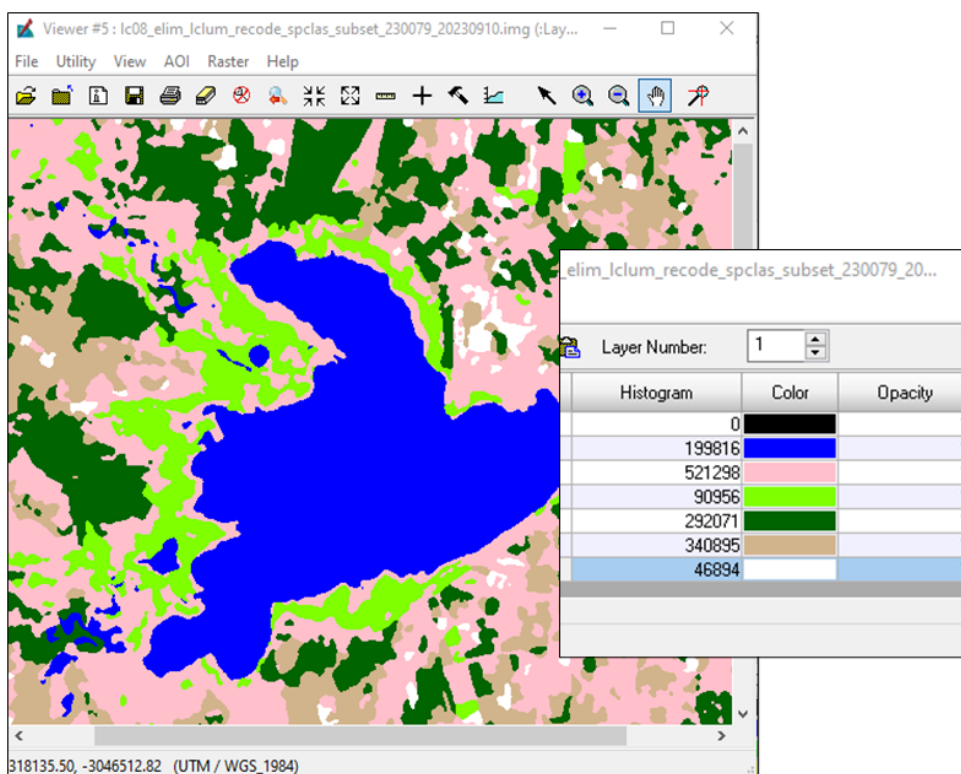 Viewer #5 : lc08_elim_lclum_recode_spclas_subset_230079_20230910.img (:Lay...
File Utility View AOI Raster Help
_elim_lclum_recode_spclas_subset_230079_20...
Layer Number: 1
Histogram Color Opacity
0
199816
521298
90956
292071
340895
46894
318135.50, -3046512.82 (UTM / WGS_1984)